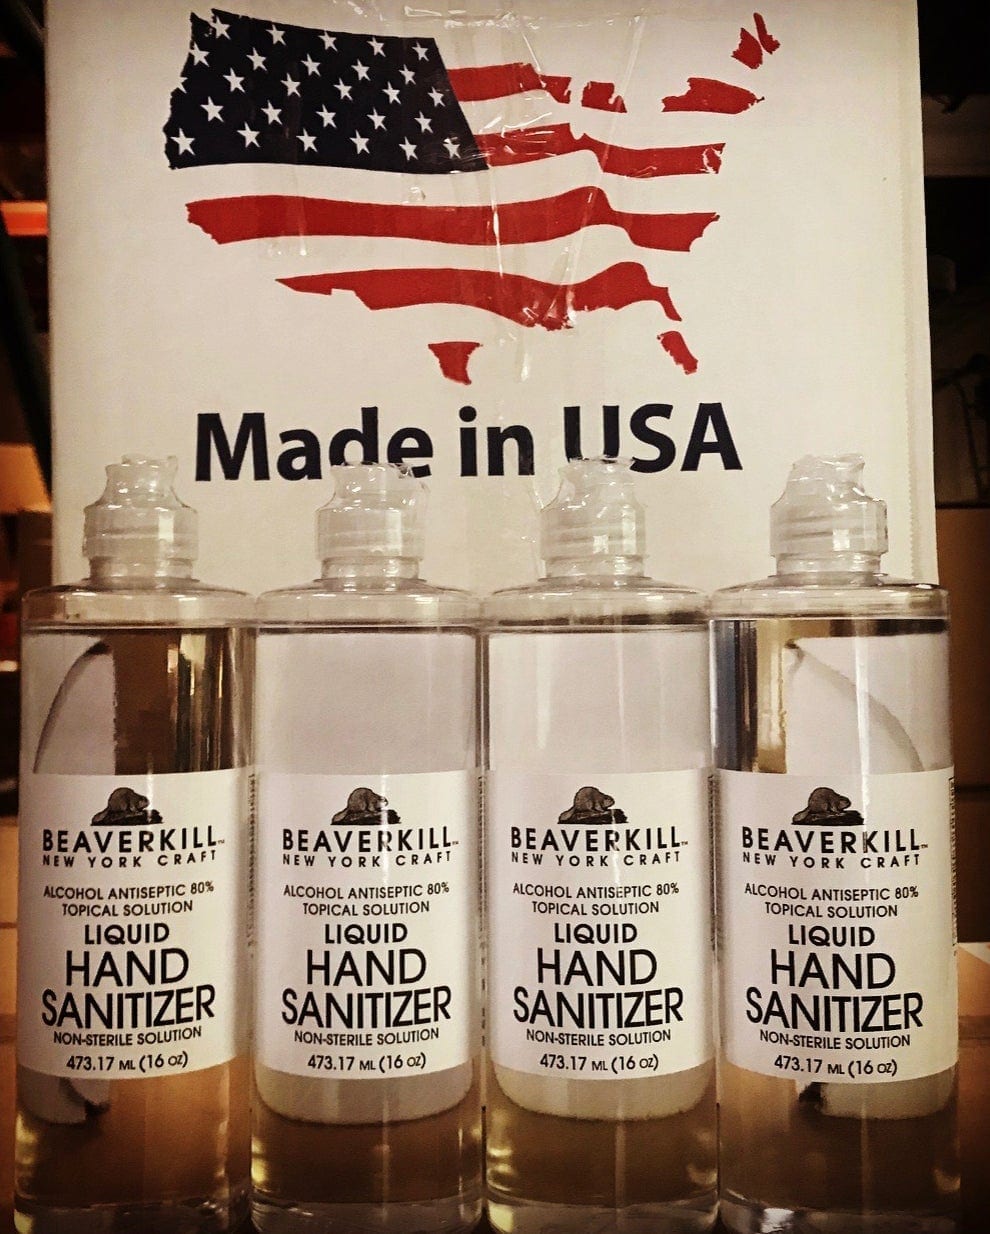 Made in USA
BEAVERKILL™
NEW YORK CRAFT
ALCOHOL ANTISEPTIC 80%
TOPICAL SOLUTION
LIQUID
HAND
SANITIZER
NON-STERILE SOLUTION
473.17 ML (16 OZ)
BEAVERKILL™
NEW YORK CRAFT
ALCOHOL ANTISEPTIC 80%
TOPICAL SOLUTION
LIQUID
HAND
SANITIZER
NON-STERILE SOLUTION
473.17 ML (16 OZ)
BEAVERKILL™
NEW YORK CRAFT
ALCOHOL ANTISEPTIC 80%
TOPICAL SOLUTION
LIQUID
HAND
SANITIZER
NON-STERILE SOLUTION
473.17 ML (16 OZ)
BEAVERKILL™
NEW YORK CRAFT
ALCOHOL ANTISEPTIC 80%
TOPICAL SOLUTION
LIQUID
HAND
SANITIZER
NON-STERILE SOLUTION
473.17 ML (16 OZ)